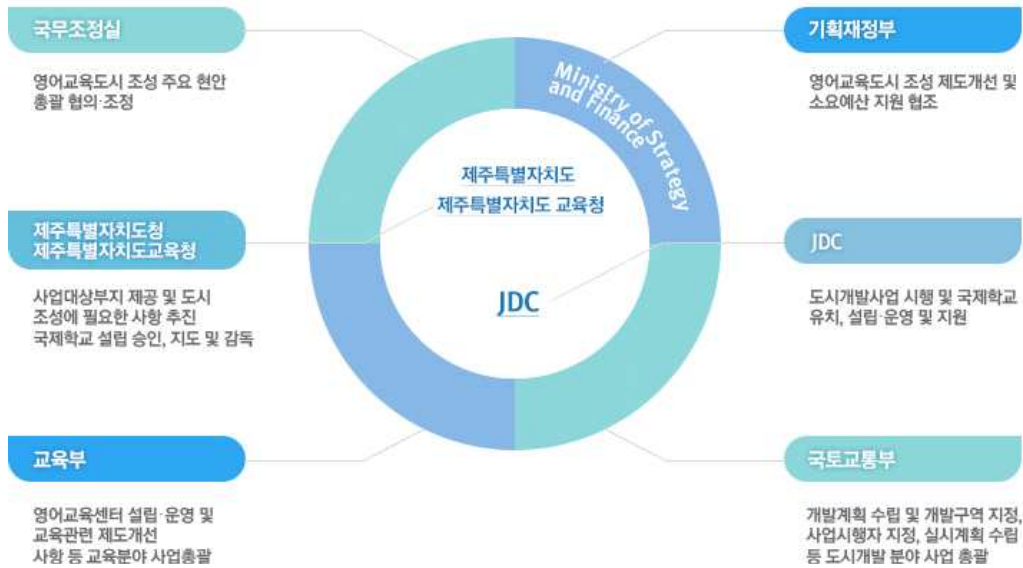 국무조정실
영어교육도시 조성 주요 현안
총괄 협의·조정
기획재정부
영어교육도시 조성 제도개선 및
소요예산 지원 협조
Ministry of Strategy
and Finance
제주특별자치도
제주특별자치도 교육청
JDC
제주특별자치도청
제주특별자치도교육청
사업대상부지 제공 및 도시
조성에 필요한 사항 추진
국제학교 설립 승인, 지도 및 감독
JDC
도시개발사업 시행 및 국제학교
유치, 설립·운영 및 지원
교육부
영어교육센터 설립·운영 및
교육관련 제도개선
사항 등 교육분야 사업총괄
국토교통부
개발계획 수립 및 개발구역 지정,
사업시행자 지정, 실시계획 수립
등 도시개발 분야 사업 총괄